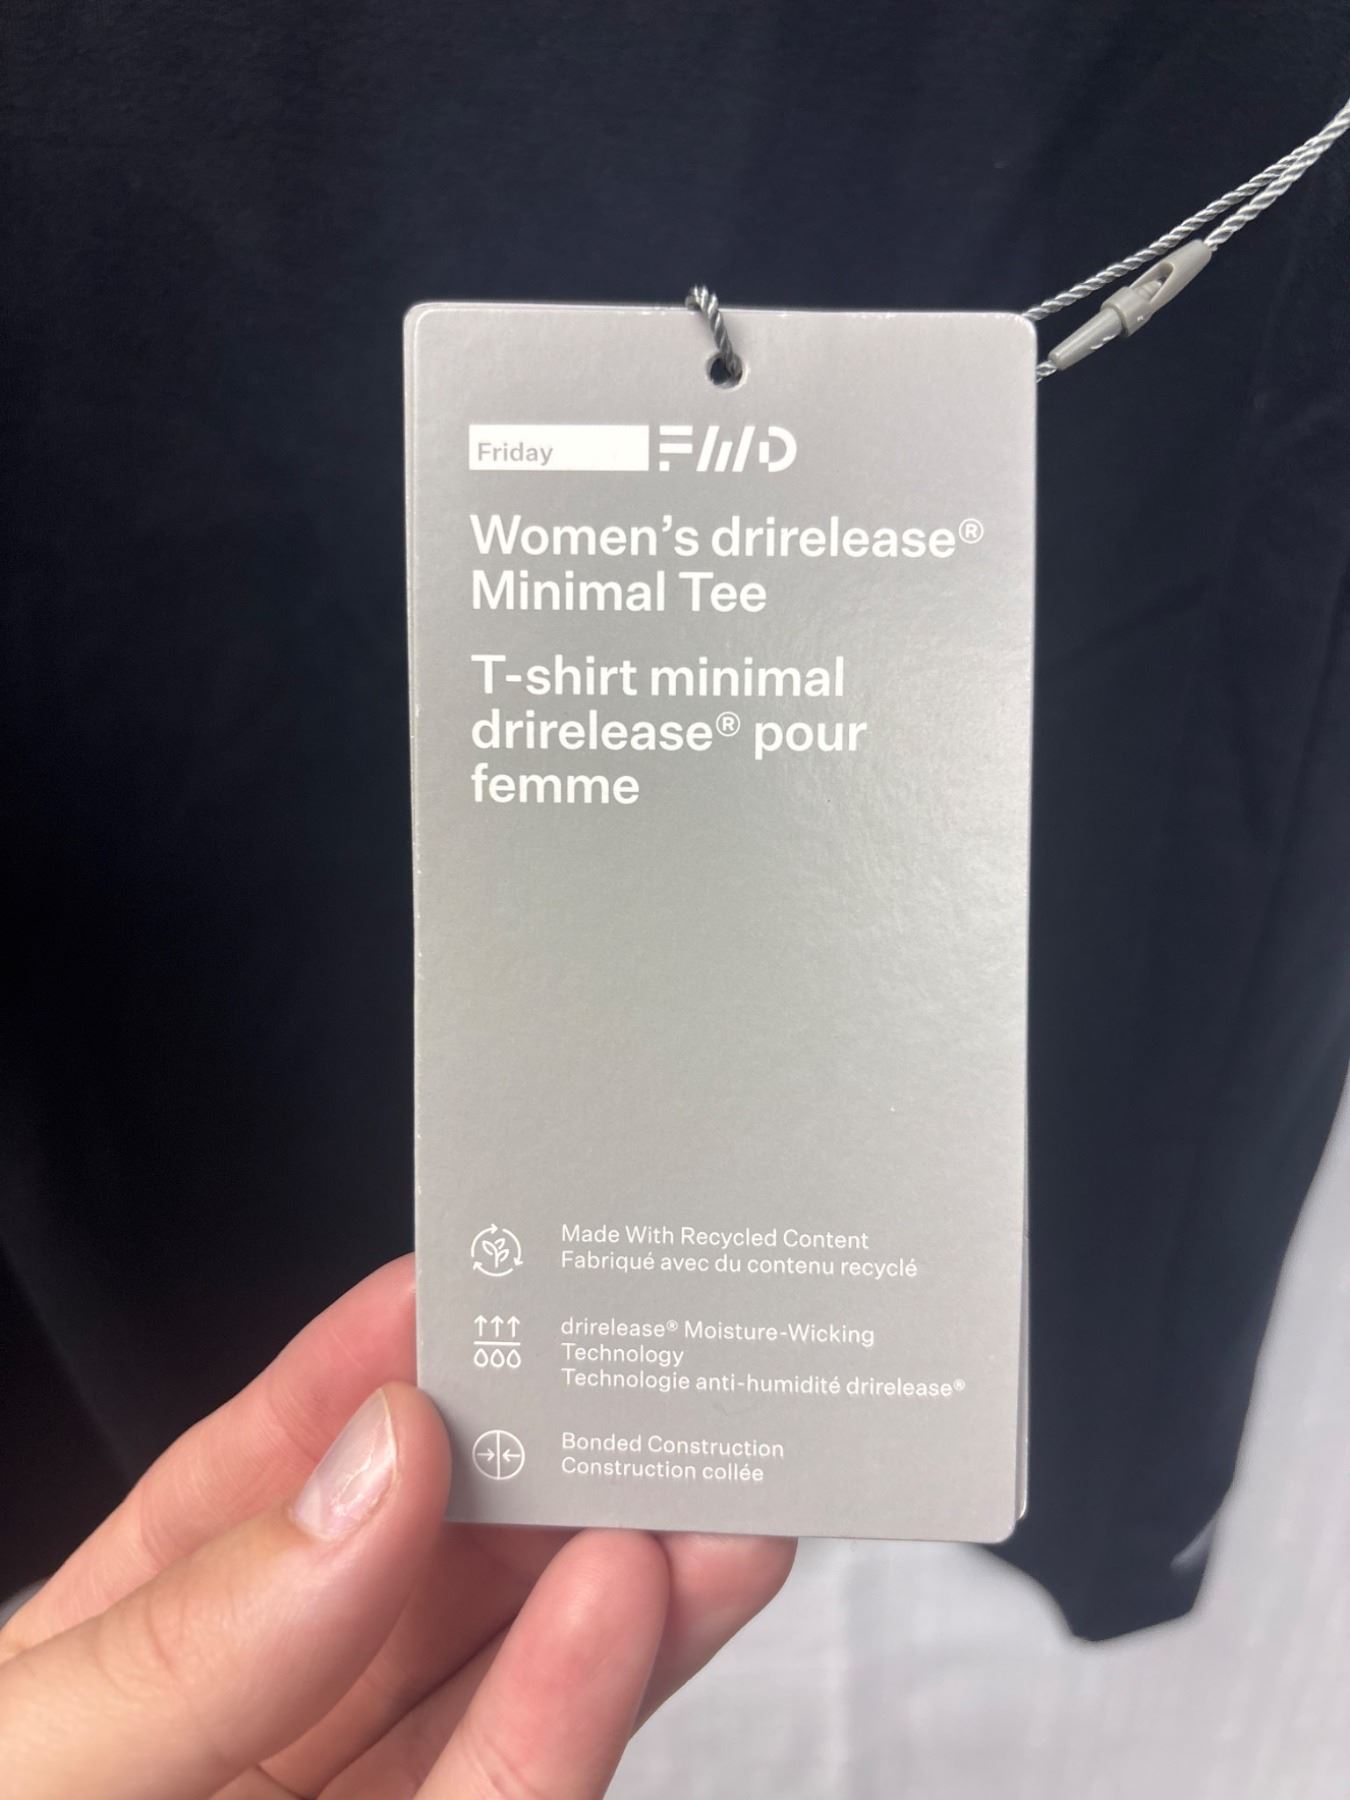 Friday FWD
Women's drirelease®
Minimal Tee
T-shirt minimal
drirelease® pour
femme
Made With Recycled Content
Fabriqué avec du contenu recyclé
drirelease® Moisture-Wicking
Technology
Technologie anti-humidité drirelease®
Bonded Construction
Construction collée